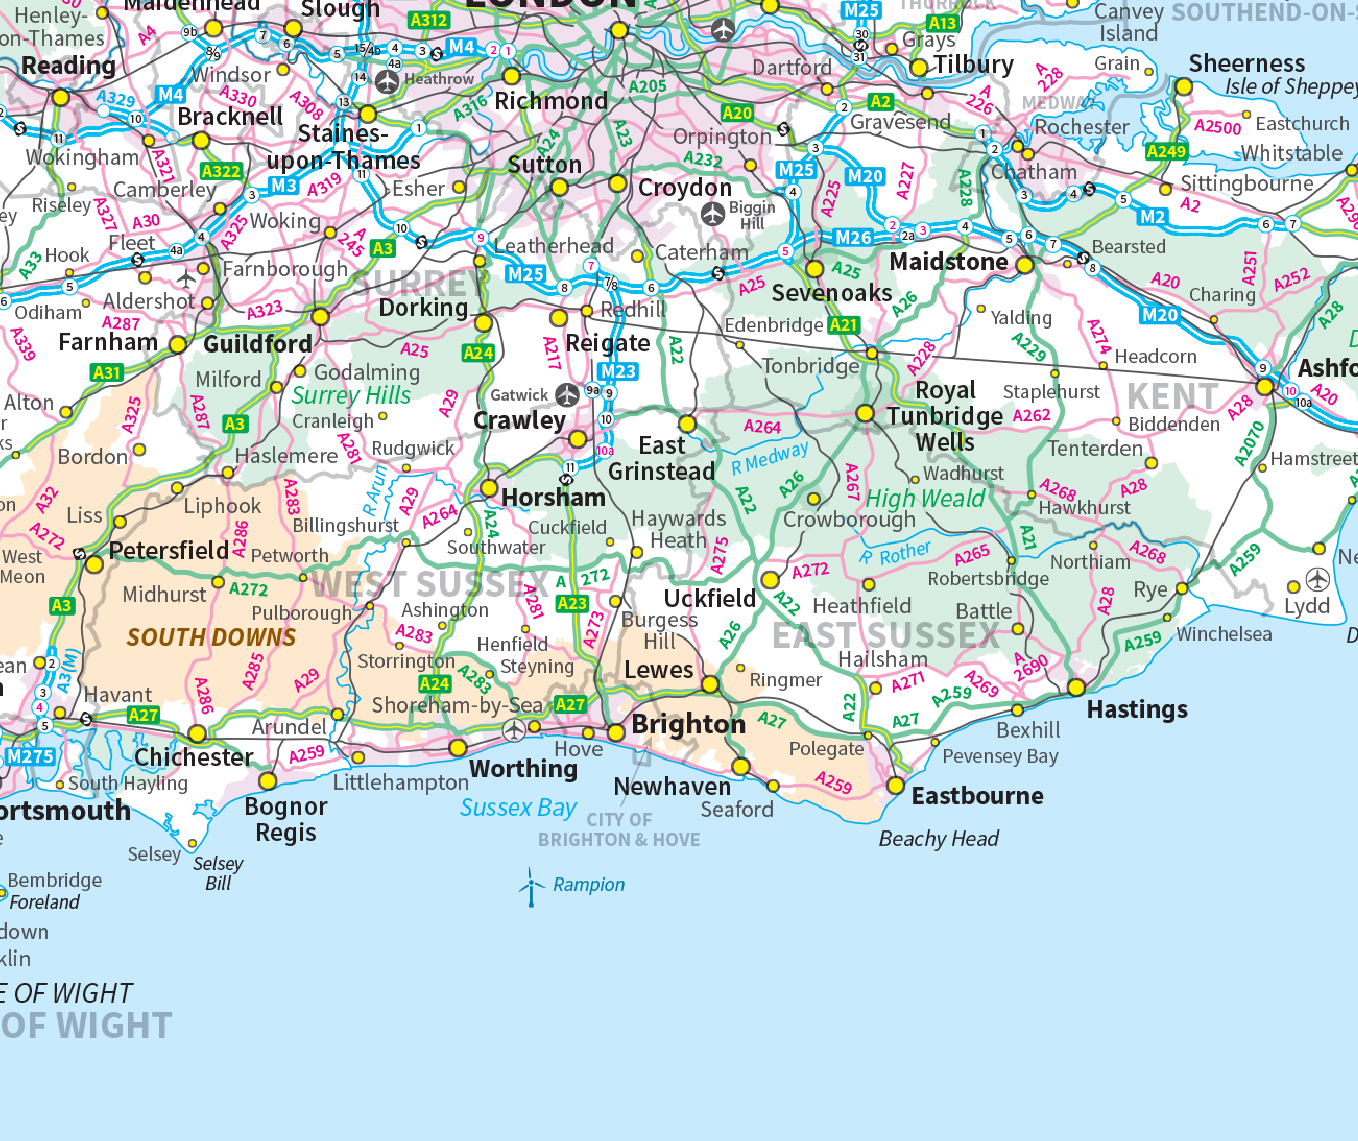 Maidenhead
Slough
LONDON
A312
M25
A13
THURROCK
Canvey
Island
SOUTHEND-ON-S
Henley-
on-Thames
A4
9b
8/9
7
6
5
15
4b
4
4a
3
M4
2
1
30
31
Grays
Tilbury
Grain
Sheerness
Isle of Sheppey
Reading
Windsor
14
Heathrow
Dartford
A
228
A329
M4
A330
A308
13
A316
Richmond
A205
A20
A2
A
226
MEDWAY
A2500
Eastchurch
10
11
Bracknell
Staines-
upon-Thames
1
A24
A23
Orpington
2
Gravesend
1
Rochester
Wokingham
A321
A322
Sutton
A232
3
M25
M20
2
A249
Whitstable
Chatham
Camberley
M3
A319
11
Esher
Croydon
4
A225
A227
A228
3
4
5
Sittingbourne
Riseley
A327
A30
3
Woking
Biggin
Hill
A2
M2
6
7
A33
Hook
Fleet
A325
4
4a
A
245
A3
10
9
Leatherhead
Caterham
5
M26
2
2a
3
4
5
6
7
Bearsted
5
6
Farnborough
SURREY
M25
7
7/8
8
6
A25
A25
Maidstone
8
A20
A251
A252
Odiham
Aldershot
A323
Dorking
Redhill
Sevenoaks
A26
Yalding
Charing
M20
A28
A339
A287
Farnham
Guildford
A25
A24
A217
Reigate
A22
Edenbridge
A21
A228
A229
A274
Headcorn
9
Ashfo
A31
Milford
Godalming
Surrey Hills
M23
Tonbridge
Staplehurst
KENT
10
10a
A20
Alton
A325
A287
A3
Cranleigh
A29
Gatwick
9a
9
Royal
Tunbridge
Wells
A262
Biddenden
A28
Crawley
10
Bordon
Haslemere
A281
Rudgwick
10a
East
Grinstead
A264
R Medway
Tenterden
A2070
Hamstreet
11
A32
Liphook
A283
R Arun
A29
A264
Horsham
A22
A26
A267
Wadhurst
High Weald
A268
A28
A272
Liss
A286
Billingshurst
A24
Cuckfield
Haywards
Heath
Crowborough
Hawkhurst
West
Meon
Petersfield
Petworth
Southwater
A275
R Rother
A265
A21
Northiam
A268
A259
Midhurst
A272
WEST SUSSEX
A
272
A272
Robertsbridge
Rye
Lydd
A3
Pulborough
Ashington
A281
A23
A273
Uckfield
A22
Heathfield
Battle
A28
SOUTH DOWNS
A283
Henfield
Burgess
Hill
A26
EAST SUSSEX
A259
Winchelsea
2
A3(M)
3
4
5
A285
A29
Storrington
A283
Steyning
Lewes
Ringmer
Hailsham
A271
A269
A
2690
Havant
A27
A286
A24
Shoreham-by-Sea
A27
A22
A259
Hastings
M275
Arundel
Brighton
A27
A27
Bexhill
Chichester
A259
Hove
Polegate
Pevensey Bay
South Hayling
Littlehampton
Worthing
Newhaven
A259
ortsmouth
Bognor
Regis
Sussex Bay
CITY OF
BRIGHTON & HOVE
Seaford
Eastbourne
Selsey
Selsey
Bill
Beachy Head
Bembridge
Foreland
Rampion
down
klin
E OF WIGHT
OF WIGHT